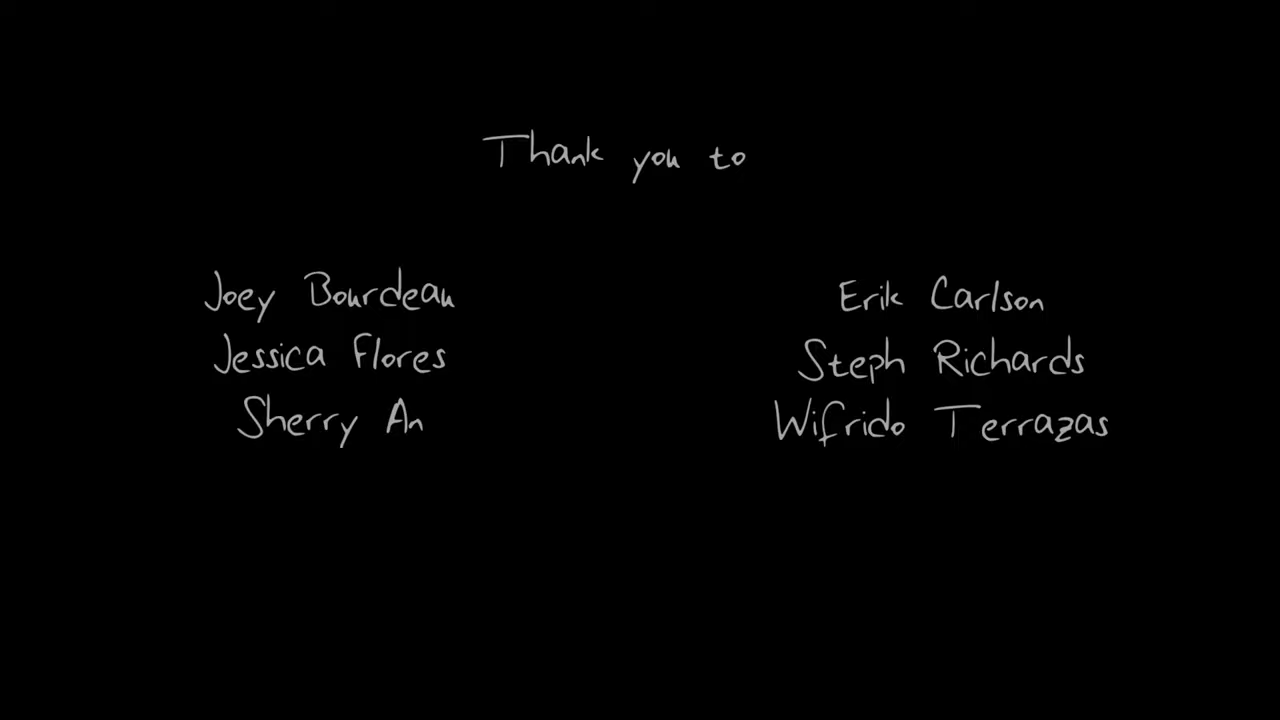 Thank you to
Joey Bourdeau
Jessica Flores
Sherry An
Erik Carlson
Steph Richards
Wifrido Terrazas